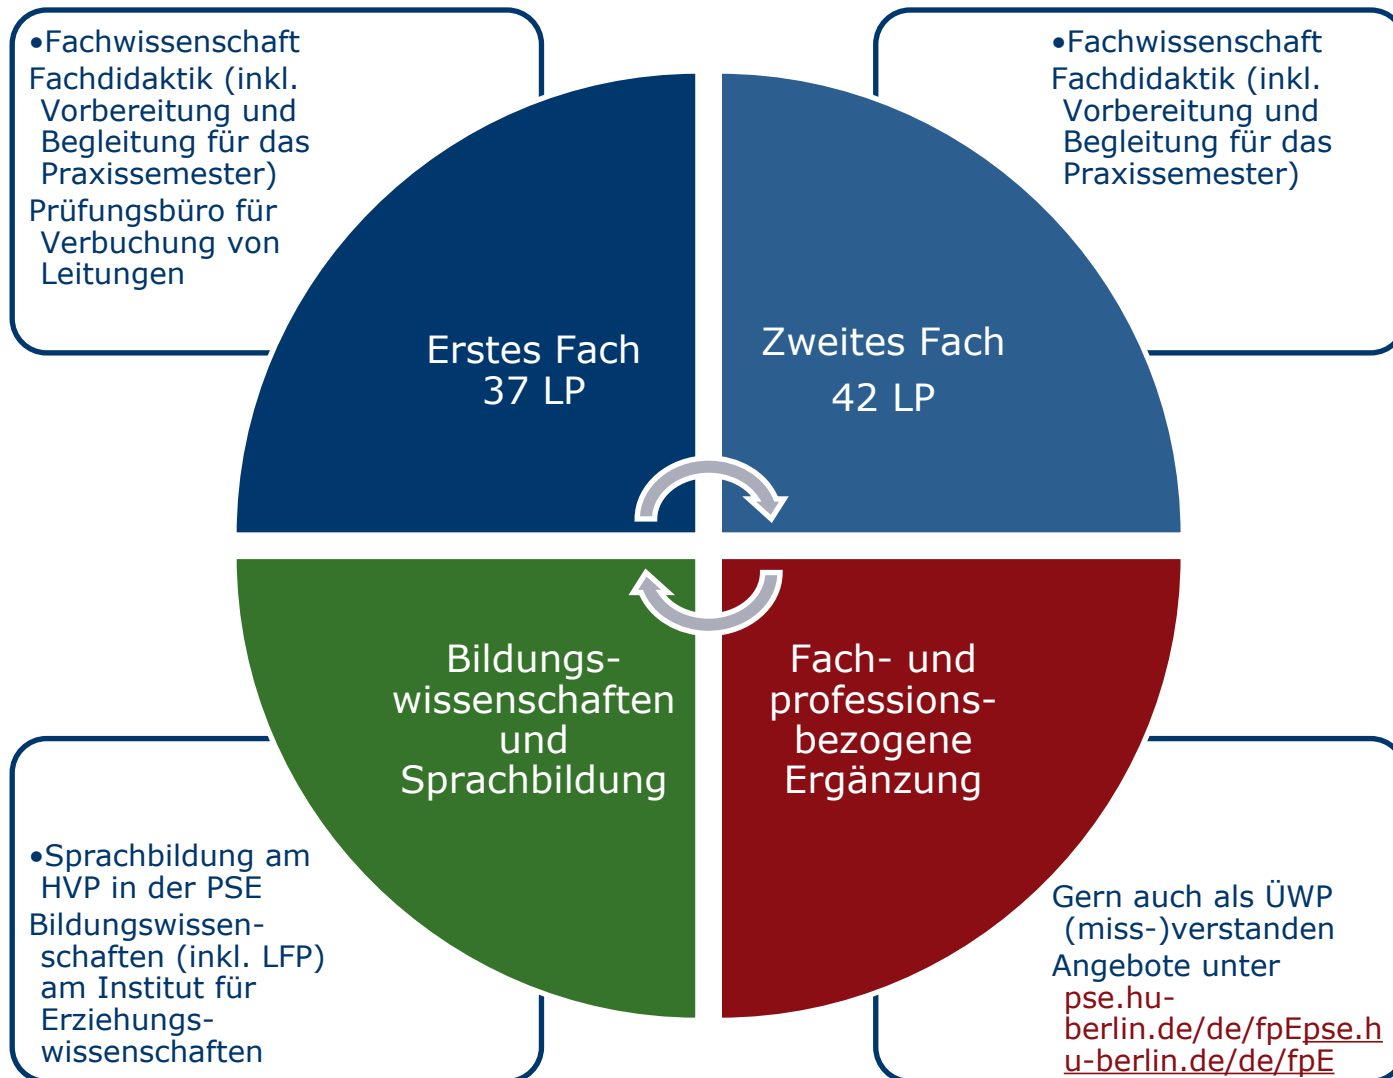 •Fachwissenschaft
Fachdidaktik (inkl.
Vorbereitung und
Begleitung für das
Praxissemester)
Prüfungsbüro für
Verbuchung von
Leitungen
•Fachwissenschaft
Fachdidaktik (inkl.
Vorbereitung und
Begleitung für das
Praxissemester)
Erstes Fach
37 LP
Zweites Fach
42 LP
Bildungs-
wissenschaften
und
Sprachbildung
Fach- und
professions-
bezogene
Ergänzung
•Sprachbildung am
HVP in der PSE
Bildungswissen-
schaften (inkl. LFP)
am Institut für
Erziehungs-
wissenschaften
Gern auch als ÜWP
(miss-)verstanden
Angebote unter
pse.hu-
berlin.de/de/fpEpse.h
u-berlin.de/de/fpE